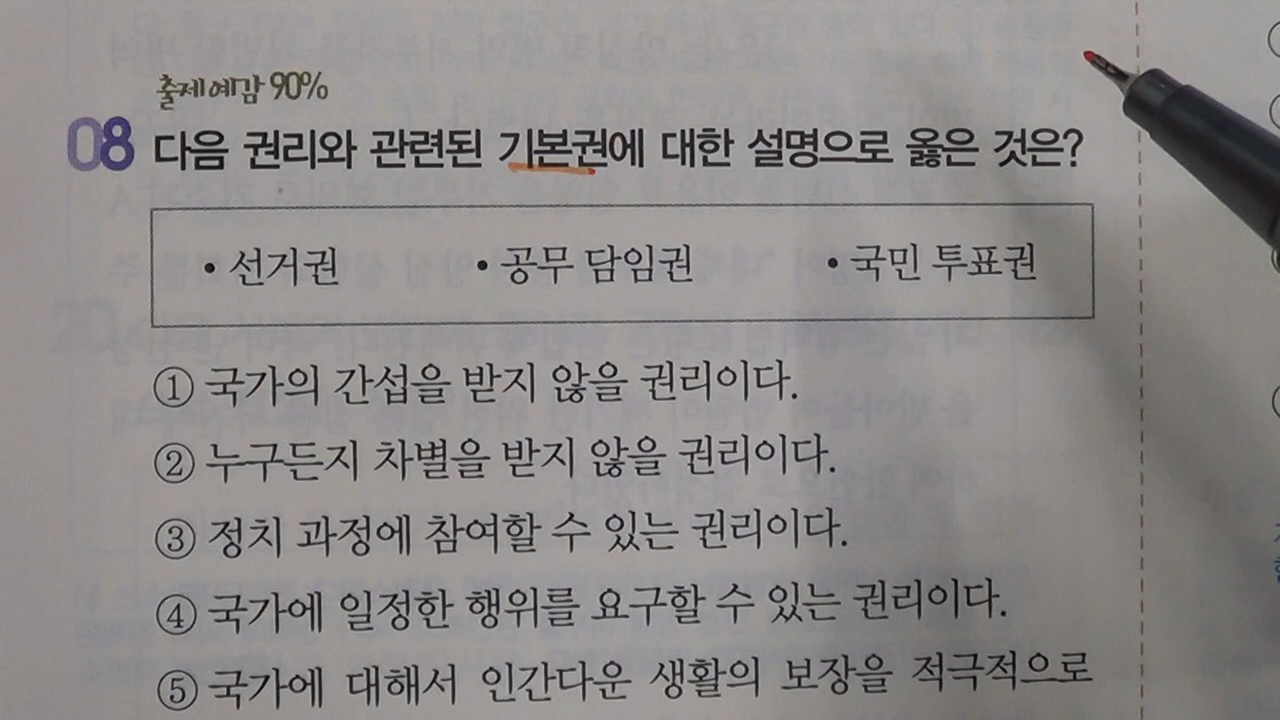 출제 예감 90%
08 다음 권리와 관련된 기본권에 대한 설명으로 옳은 것은?
• 선거권 • 공무 담임권 • 국민 투표권
① 국가의 간섭을 받지 않을 권리이다.
② 누구든지 차별을 받지 않을 권리이다.
③ 정치 과정에 참여할 수 있는 권리이다.
④ 국가에 일정한 행위를 요구할 수 있는 권리이다.
⑤ 국가에 대해서 인간다운 생활의 보장을 적극적으로